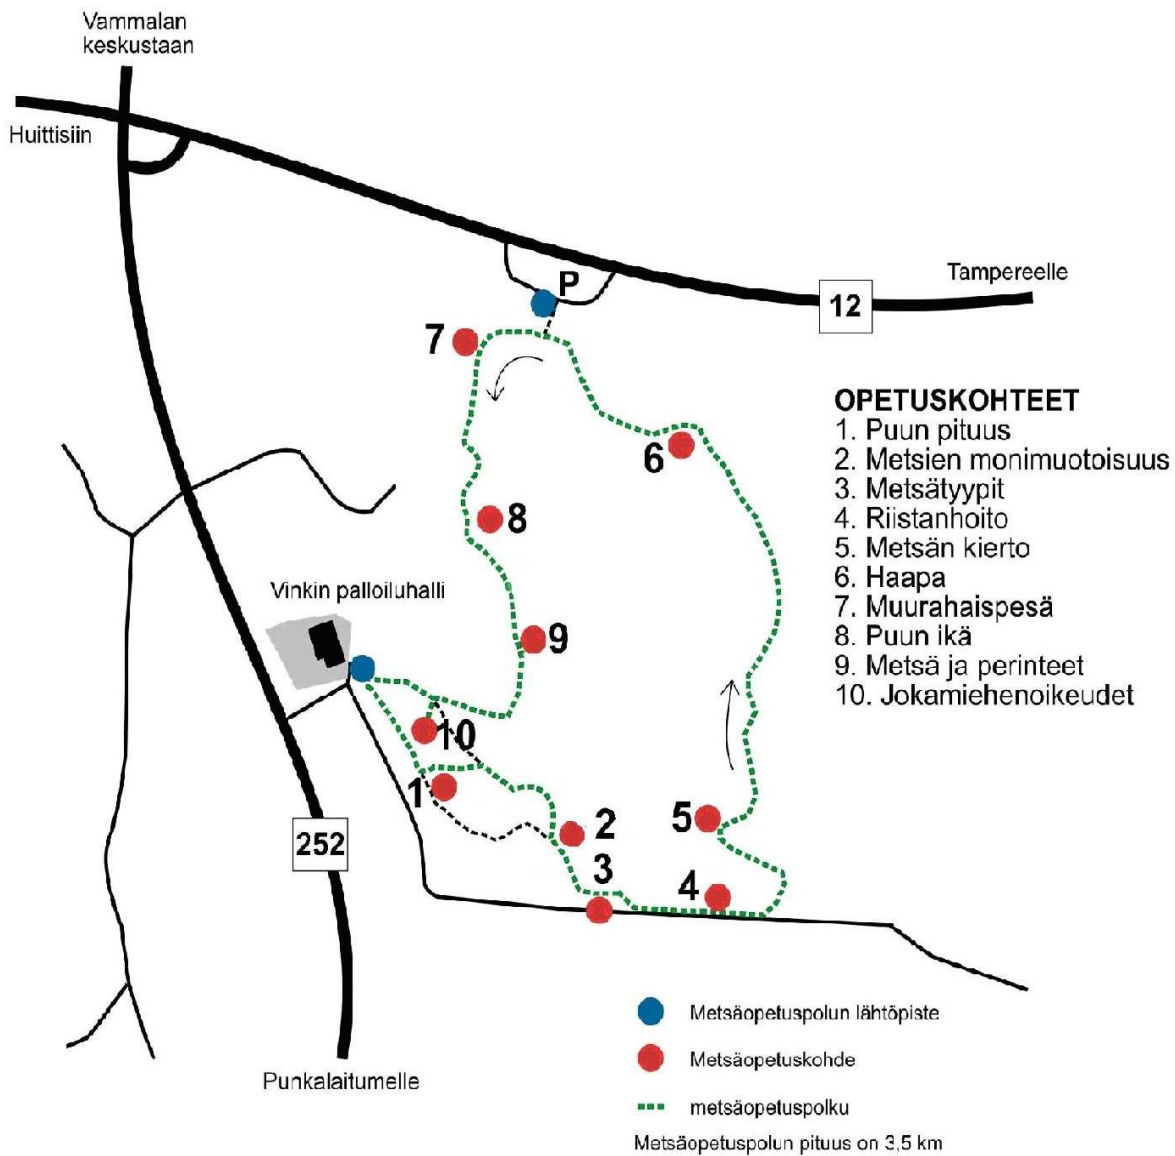 Vammalan
keskustaan
Huittisiin
P
Tampereelle
12
7
6
OPETUSKOHTEET
1. Puun pituus
2. Metsien monimuotoisuus
3. Metsätyypit
4. Riistanhoito
5. Metsän kierto
6. Haapa
7. Muurahaispesä
8. Puun ikä
9. Metsä ja perinteet
10. Jokamiehenoikeudet
8
Vinkin palloiluhalli
9
10
1
2
5
252
3
4
Metsäopetuspolun lähtöpiste
Metsäopetuskohde
Punkalaitumelle
metsäopetuspolku
Metsäopetuspolun pituus on 3,5 km